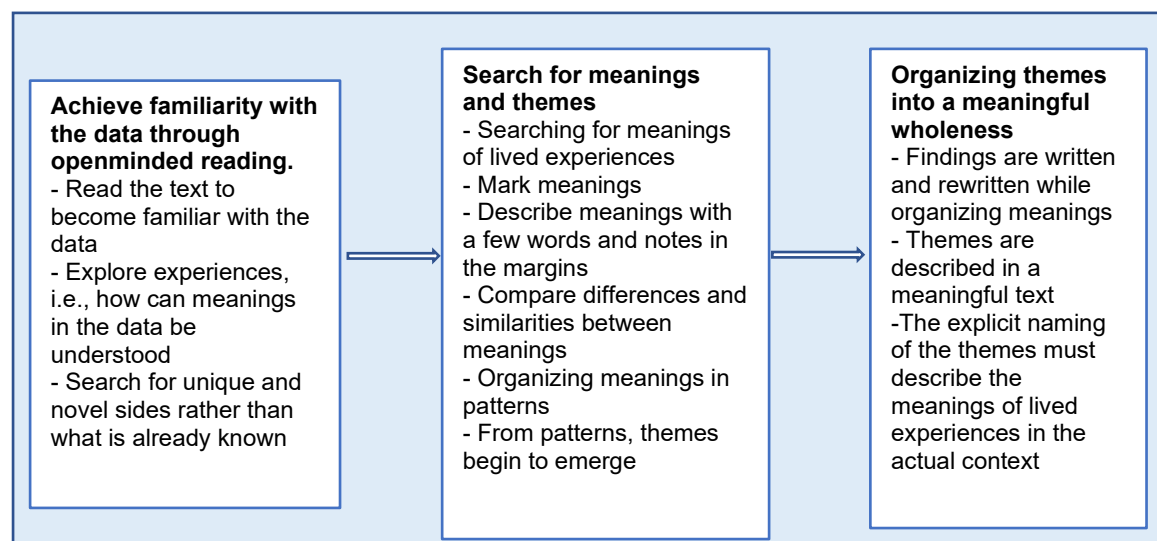 Achieve familiarity with
the data through
openminded reading.
- Read the text to
become familiar with the
data
- Explore experiences,
i.e., how can meanings
in the data be
understood
- Search for unique and
novel sides rather than
what is already known
Search for meanings
and themes
- Searching for meanings
of lived experiences
- Mark meanings
- Describe meanings with
a few words and notes in
the margins
- Compare differences and
similarities between
meanings
- Organizing meanings in
patterns
- From patterns, themes
begin to emerge
Organizing themes
into a meaningful
wholeness
- Findings are written
and rewritten while
organizing meanings
- Themes are
described in a
meaningful text
-The explicit naming
of the themes must
describe the
meanings of lived
experiences in the
actual context